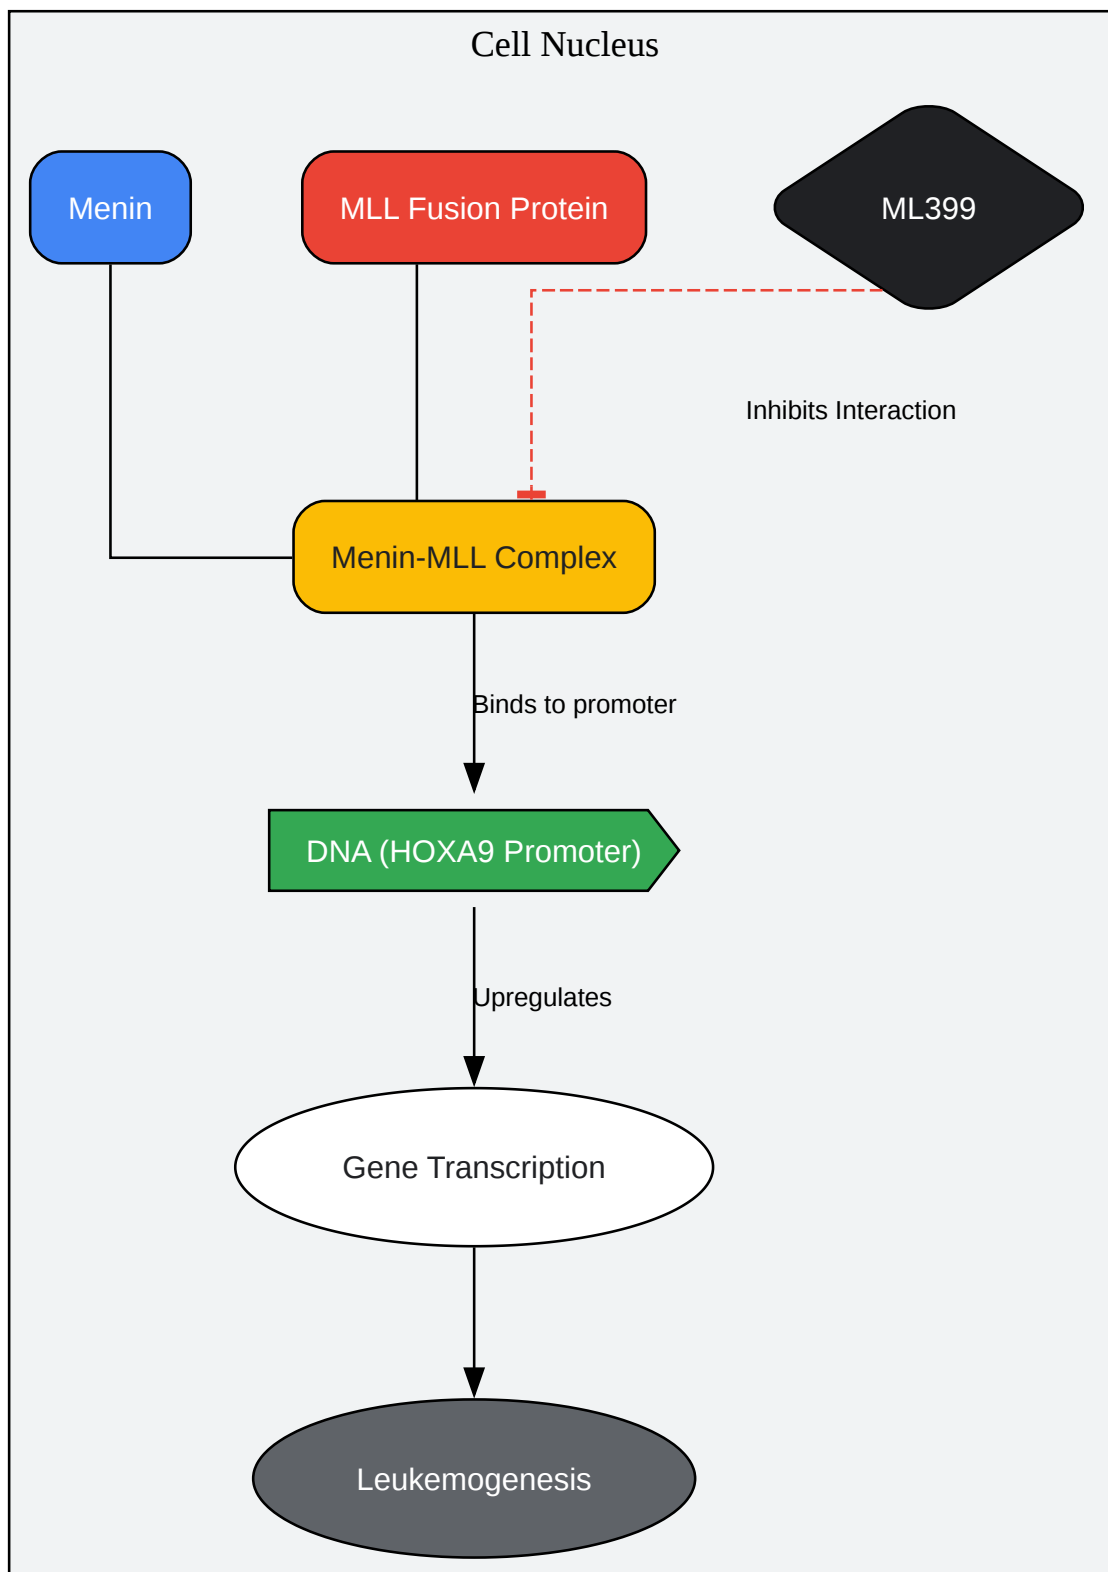 Cell Nucleus
Menin
MLL Fusion Protein
ML399
Inhibits Interaction
Menin-MLL Complex
Binds to promoter
DNA (HOXA9 Promoter)
Upregulates
Gene Transcription
Leukemogenesis